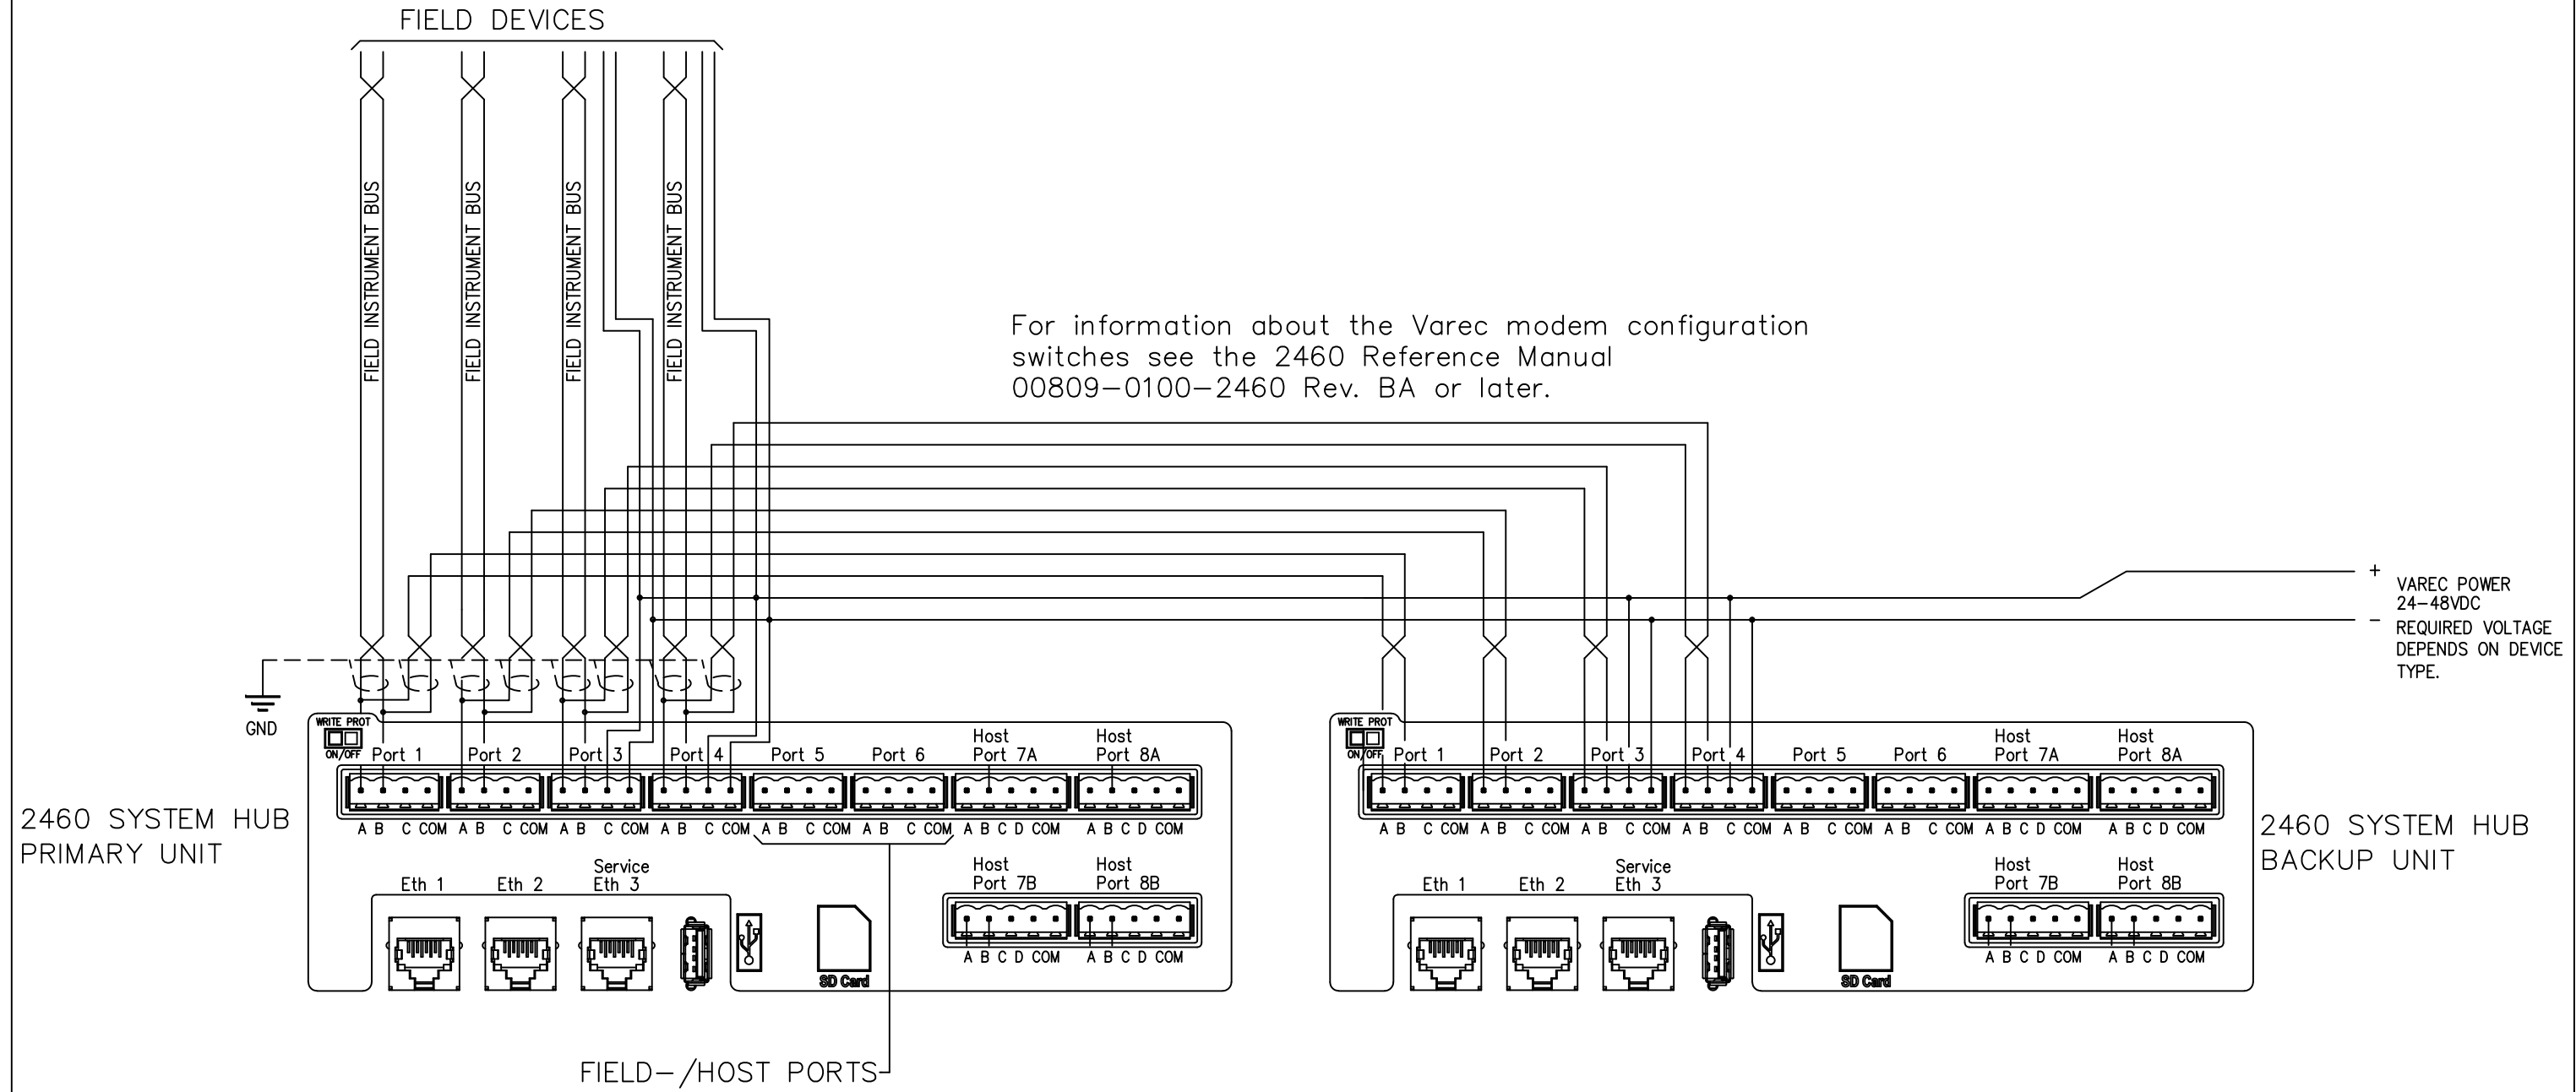 FIELD DEVICES
FIELD INSTRUMENT BUS
FIELD INSTRUMENT BUS
FIELD INSTRUMENT BUS
FIELD INSTRUMENT BUS
For information about the Varec modem configuration
switches see the 2460 Reference Manual
00809-0100-2460 Rev. BA or later.
+
VAREC POWER
24-48VDC
-
REQUIRED VOLTAGE
DEPENDS ON DEVICE
TYPE.
GND
WRITE PROT
ON/OFF
Port 1
Port 2
Port 3
Port 4
Port 5
Port 6
Host
Port 7A
Host
Port 8A
A B C COM A B C COM A B C COM A B C COM A B C COM A B C COM A B C D COM A B C D COM
2460 SYSTEM HUB
PRIMARY UNIT
Eth 1
Eth 2
Service
Eth 3
Host
Port 7B
Host
Port 8B
A B C D COM A B C D COM
SD Card
FIELD-/HOST PORTS
WRITE PROT
ON/OFF
Port 1
Port 2
Port 3
Port 4
Port 5
Port 6
Host
Port 7A
Host
Port 8A
A B C COM A B C COM A B C COM A B C COM A B C COM A B C COM A B C D COM A B C D COM
2460 SYSTEM HUB
BACKUP UNIT
Eth 1
Eth 2
Service
Eth 3
Host
Port 7B
Host
Port 8B
A B C D COM A B C D COM
SD Card